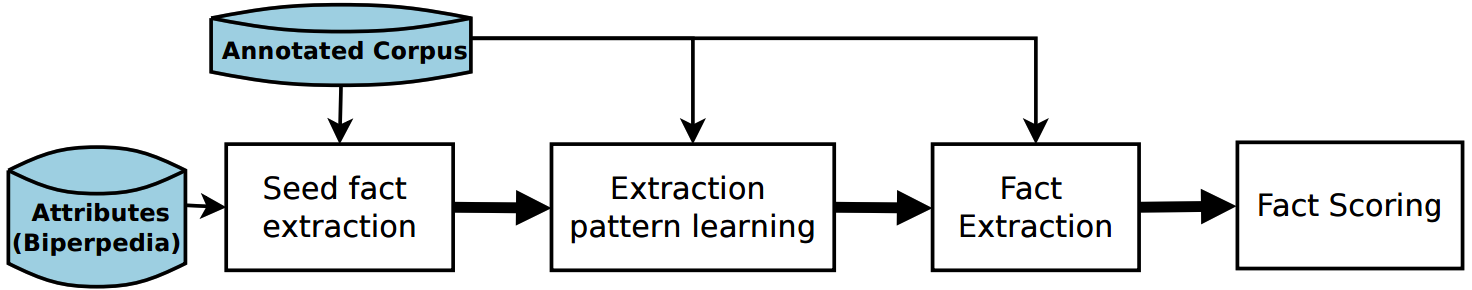 Annotated Corpus
Attributes
(Biperpedia)
Seed fact
extraction
Extraction
pattern learning
Fact
Extraction
Fact Scoring